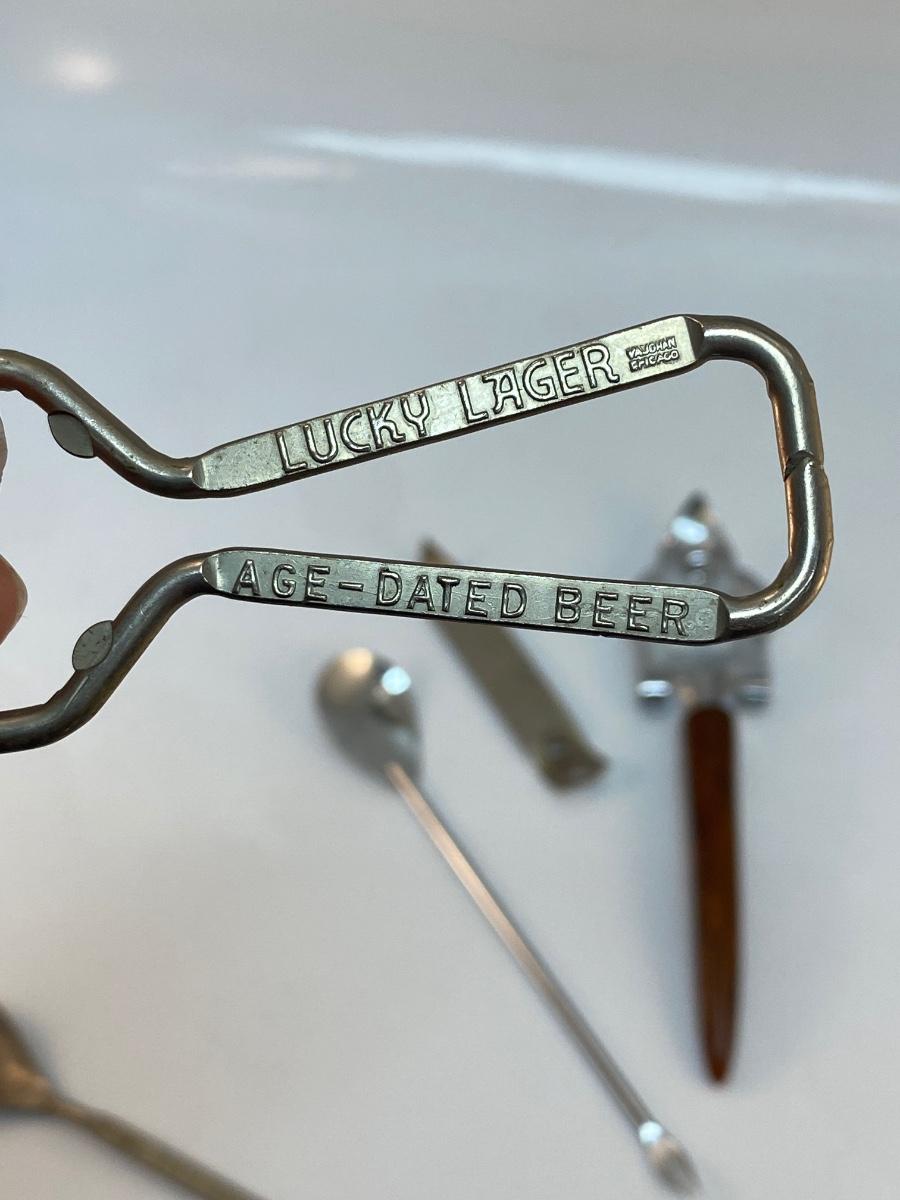 LUCKY LAGER
VAUGHAN
CHICAGO
AGE-DATED BEER